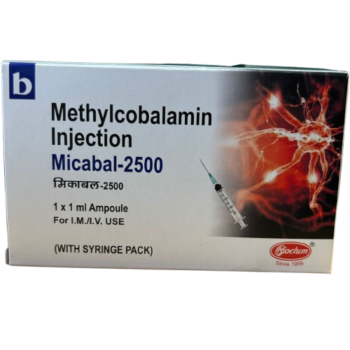 b
Methylcobalamin
Injection
Micabal-2500
मिकाबल-2500
1 x 1 ml Ampoule
For I.M./I.V. USE
(WITH SYRINGE PACK)
Biochem